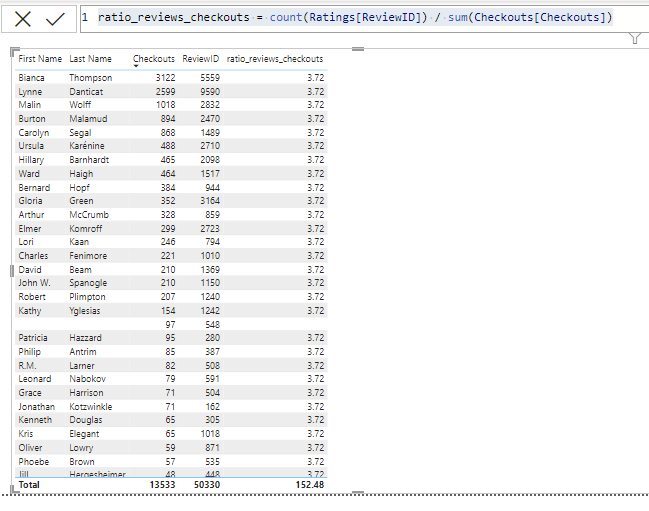 1 ratio_reviews_checkouts = count(Ratings[ReviewID]) / sum(Checkouts[Checkouts])
First Name Last Name Checkouts ReviewID ratio_reviews_checkouts
Bianca Thompson 3122 5559 3.72
Lynne Danticat 2599 9590 3.72
Malin Wolff 1018 2832 3.72
Burton Malamud 894 2470 3.72
Carolyn Segal 868 1489 3.72
Ursula Karénine 488 2710 3.72
Hillary Barnhardt 465 2098 3.72
Ward Haigh 464 1517 3.72
Bernard Hopf 384 944 3.72
Gloria Green 352 3164 3.72
Arthur McCrumb 328 859 3.72
Elmer Komroff 299 2723 3.72
Lori Kaan 246 794 3.72
Charles Fenimore 221 1010 3.72
David Beam 210 1369 3.72
John W. Spanogle 210 1150 3.72
Robert Plimpton 207 1240 3.72
Kathy Yglesias 154 1242 3.72
97 548
Patricia Hazzard 95 280 3.72
Philip Antrim 85 387 3.72
R.M. Larner 82 508 3.72
Leonard Nabokov 79 591 3.72
Grace Harrison 71 504 3.72
Jonathan Kotzwinkle 71 162 3.72
Kenneth Douglas 65 305 3.72
Kris Elegant 65 1018 3.72
Oliver Lowry 59 871 3.72
Phoebe Brown 57 535 3.72
Jill Hergesheimer 48 448 3.72
Total 13533 50330 152.48